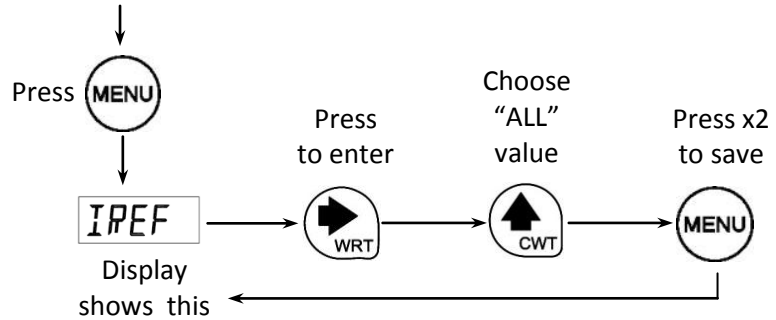 Press
MENU
IREF
Display
shows this
Press
to enter
WRT
Choose
“ALL”
value
CWT
Press x2
to save
MENU